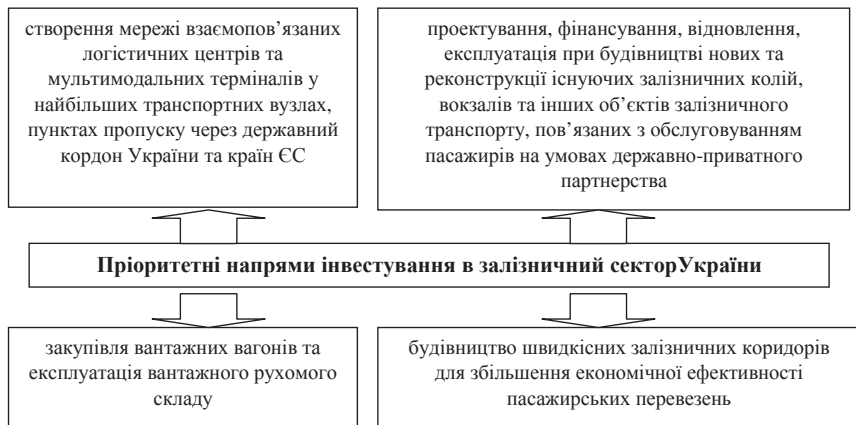 створення мережі взаємопов’язаних
логістичних центрів та
мультимодальних терміналів у
найбільших транспортних вузлах,
пунктах пропуску через державний
кордон України та країн ЄС
проектування, фінансування, відновлення,
експлуатація при будівництві нових та
реконструкції існуючих залізничних колій,
вокзалів та інших об’єктів залізничного
транспорту, пов’язаних з обслуговуванням
пасажирів на умовах державно-приватного
партнерства
Пріоритетні напрями інвестування в залізничний секторУкраїни
закупівля вантажних вагонів та
експлуатація вантажного рухомого
складу
будівництво швидкісних залізничних коридорів
для збільшення економічної ефективності
пасажирських перевезень